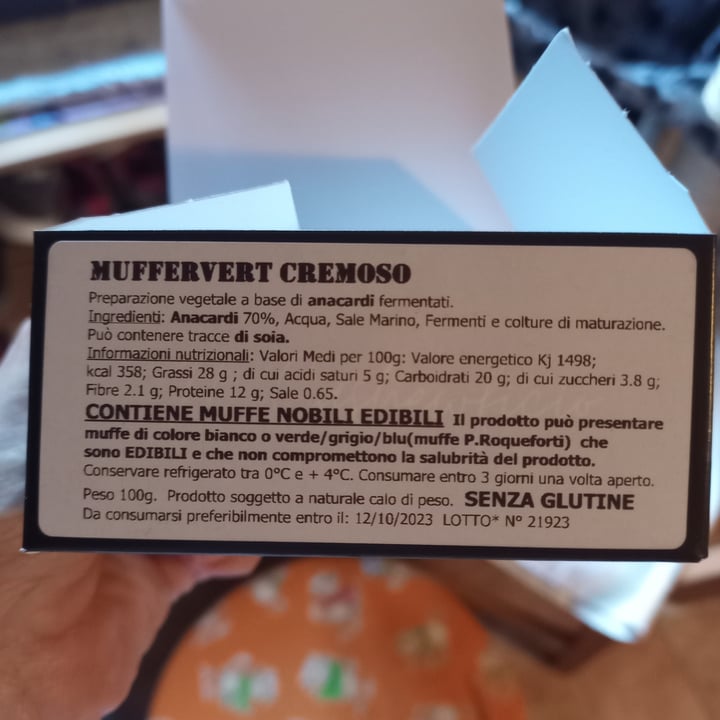 MUFFERVERT CREMOSO
Preparazione vegetale a base di anacardi fermentati.
Ingredienti: Anacardi 70%, Acqua, Sale Marino, Fermenti e colture di maturazione.
Può contenere tracce di soia.
Informazioni nutrizionali: Valori Medi per 100g: Valore energetico Kj 1498;
kcal 358; Grassi 28 g ; di cui acidi saturi 5 g; Carboidrati 20 g; di cui zuccheri 3.8 g;
Fibre 2.1 g; Proteine 12 g; Sale 0.65.
CONTIENE MUFFE NOBILI EDIBILI Il prodotto può presentare
muffe di colore bianco o verde/grigio/blu(muffe P.Roqueforti) che
sono EDIBILI e che non compromettono la salubrità del prodotto.
Conservare refrigerato tra 0°C e + 4°C. Consumare entro 3 giorni una volta aperto.
Peso 100g. Prodotto soggetto a naturale calo di peso. SENZA GLUTINE
Da consumarsi preferibilmente entro il: 12/10/2023 LOTTO* N° 21923